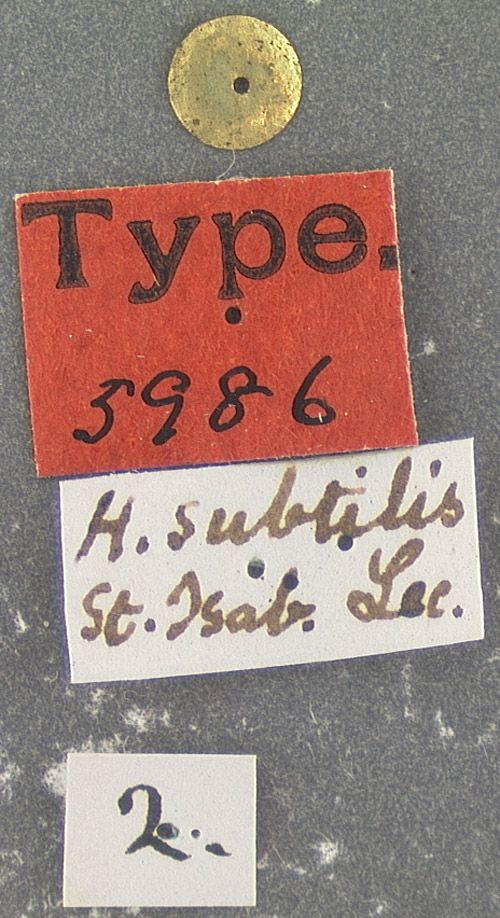 Type.
5986
H. subtilis
St. Isab. Lec.
2.